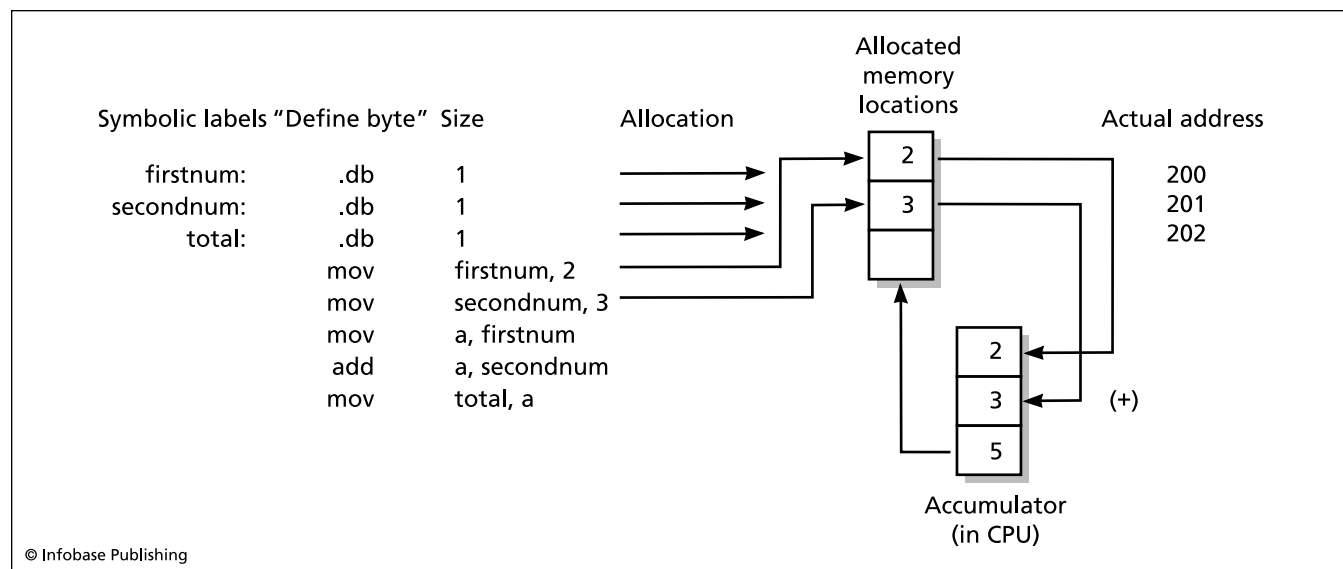 Allocated
memory
locations
Symbolic labels "Define byte" Size Allocation Actual address
firstnum: .db 1 2 200
secondnum: .db 1 3 201
total: .db 1 202
mov firstnum, 2
mov secondnum, 3
mov a, firstnum 2
add a, secondnum
mov total, a 3 (+)
5
Accumulator
(in CPU)
© Infobase Publishing